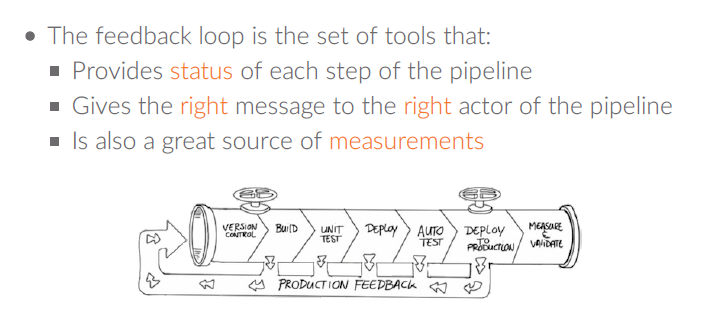 The feedback loop is the set of tools that:
Provides status of each step of the pipeline
Gives the right message to the right actor of the pipeline
Is also a great source of measurements
VERSION
CONTROL
BUILD
UNIT
TEST
DEPLOY
AUTO
TEST
DEPLOY
TO
PRODUCTION
MEASURE
&
VALIDATE
PRODUCTION FEEDBACK